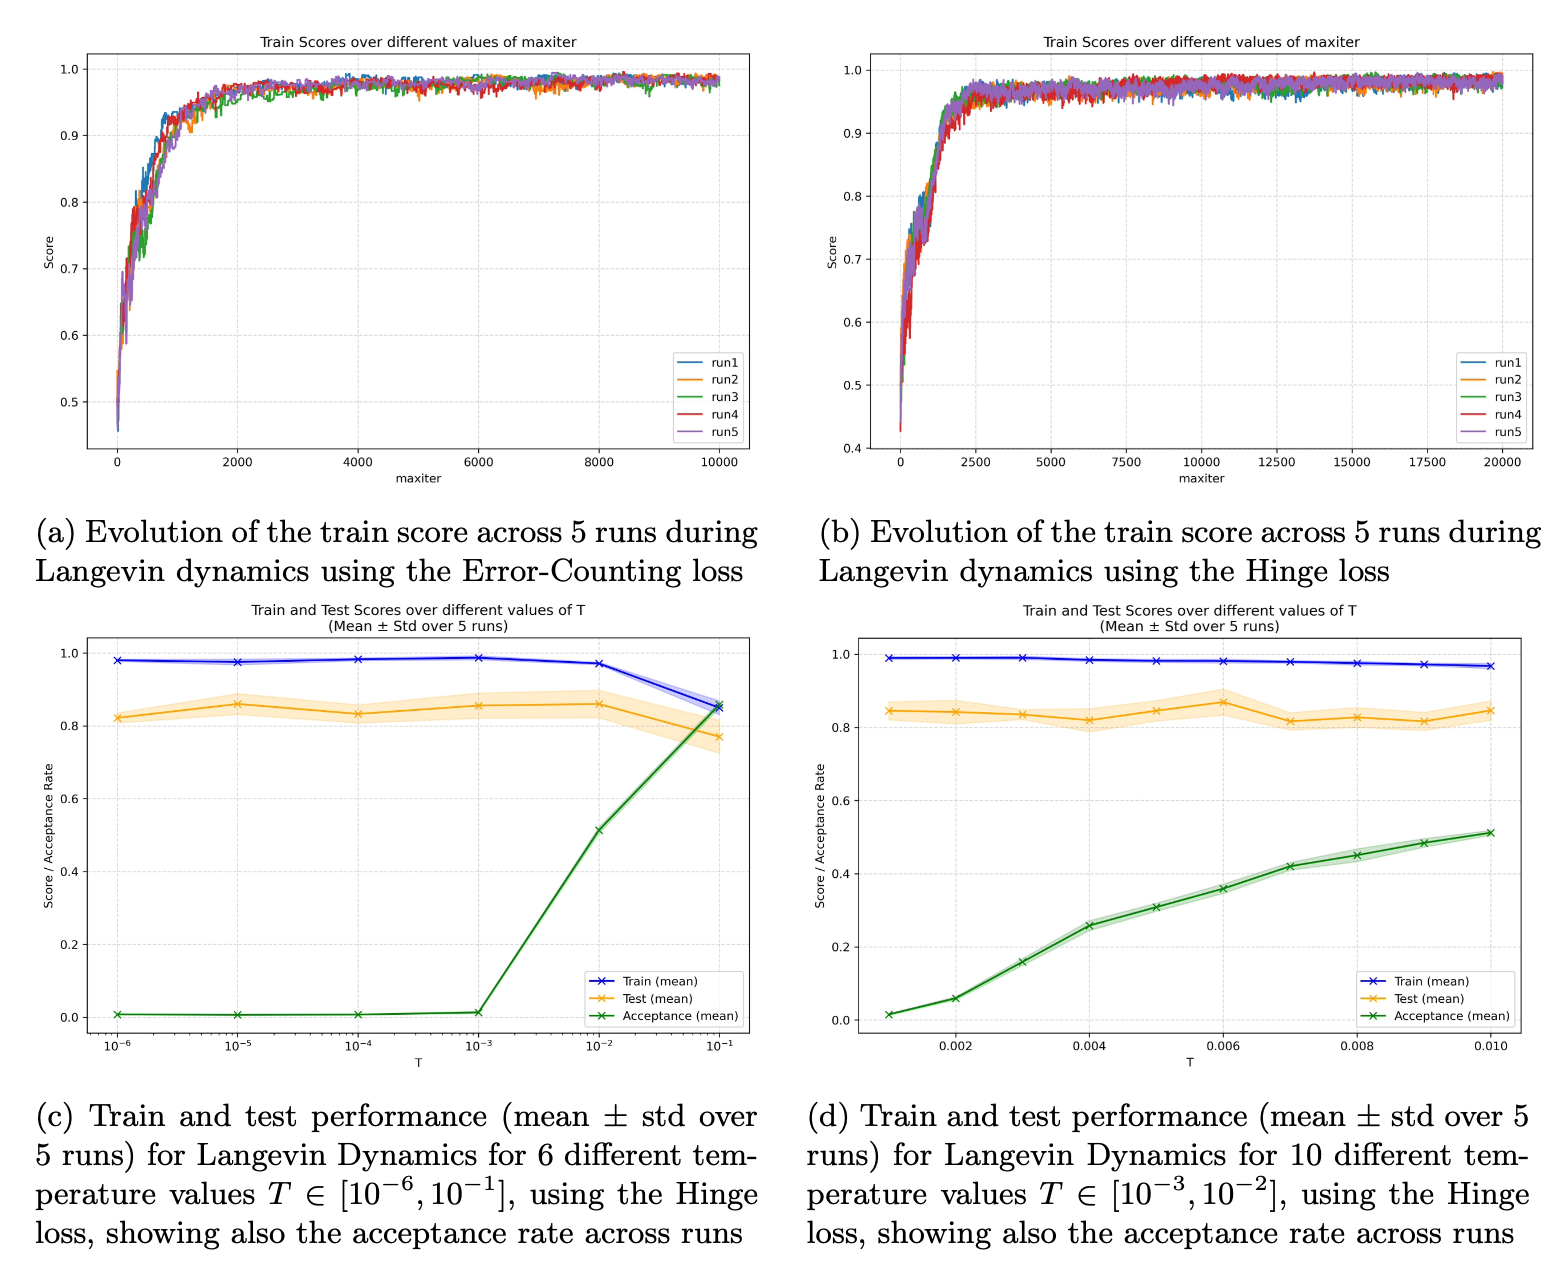 Train Scores over different values of maxiter
Score
1.0
0.9
0.8
0.7
0.6
0.5
0
2000
4000
6000
8000
10000
maxiter
run1
run2
run3
run4
run5
(a) Evolution of the train score across 5 runs during
Langevin dynamics using the Error-Counting loss
Train Scores over different values of maxiter
Score
1.0
0.9
0.8
0.7
0.6
0.5
0.4
0
2500
5000
7500
10000
12500
15000
17500
20000
maxiter
run1
run2
run3
run4
run5
(b) Evolution of the train score across 5 runs during
Langevin dynamics using the Hinge loss
Train and Test Scores over different values of T
(Mean ± Std over 5 runs)
Score / Acceptance Rate
1.0
0.8
0.6
0.4
0.2
0.0
10⁻⁶
10⁻⁵
10⁻⁴
10⁻³
10⁻²
10⁻¹
T
Train (mean)
Test (mean)
Acceptance (mean)
(c) Train and test performance (mean ± std over
5 runs) for Langevin Dynamics for 6 different tem-
perature values T ∈ [10⁻⁶, 10⁻¹], using the Hinge
loss, showing also the acceptance rate across runs
Train and Test Scores over different values of T
(Mean ± Std over 5 runs)
Score / Acceptance Rate
1.0
0.8
0.6
0.4
0.2
0.0
0.002
0.004
0.006
0.008
0.010
T
Train (mean)
Test (mean)
Acceptance (mean)
(d) Train and test performance (mean ± std over 5
runs) for Langevin Dynamics for 10 different tem-
perature values T ∈ [10⁻³, 10⁻²], using the Hinge
loss, showing also the acceptance rate across runs